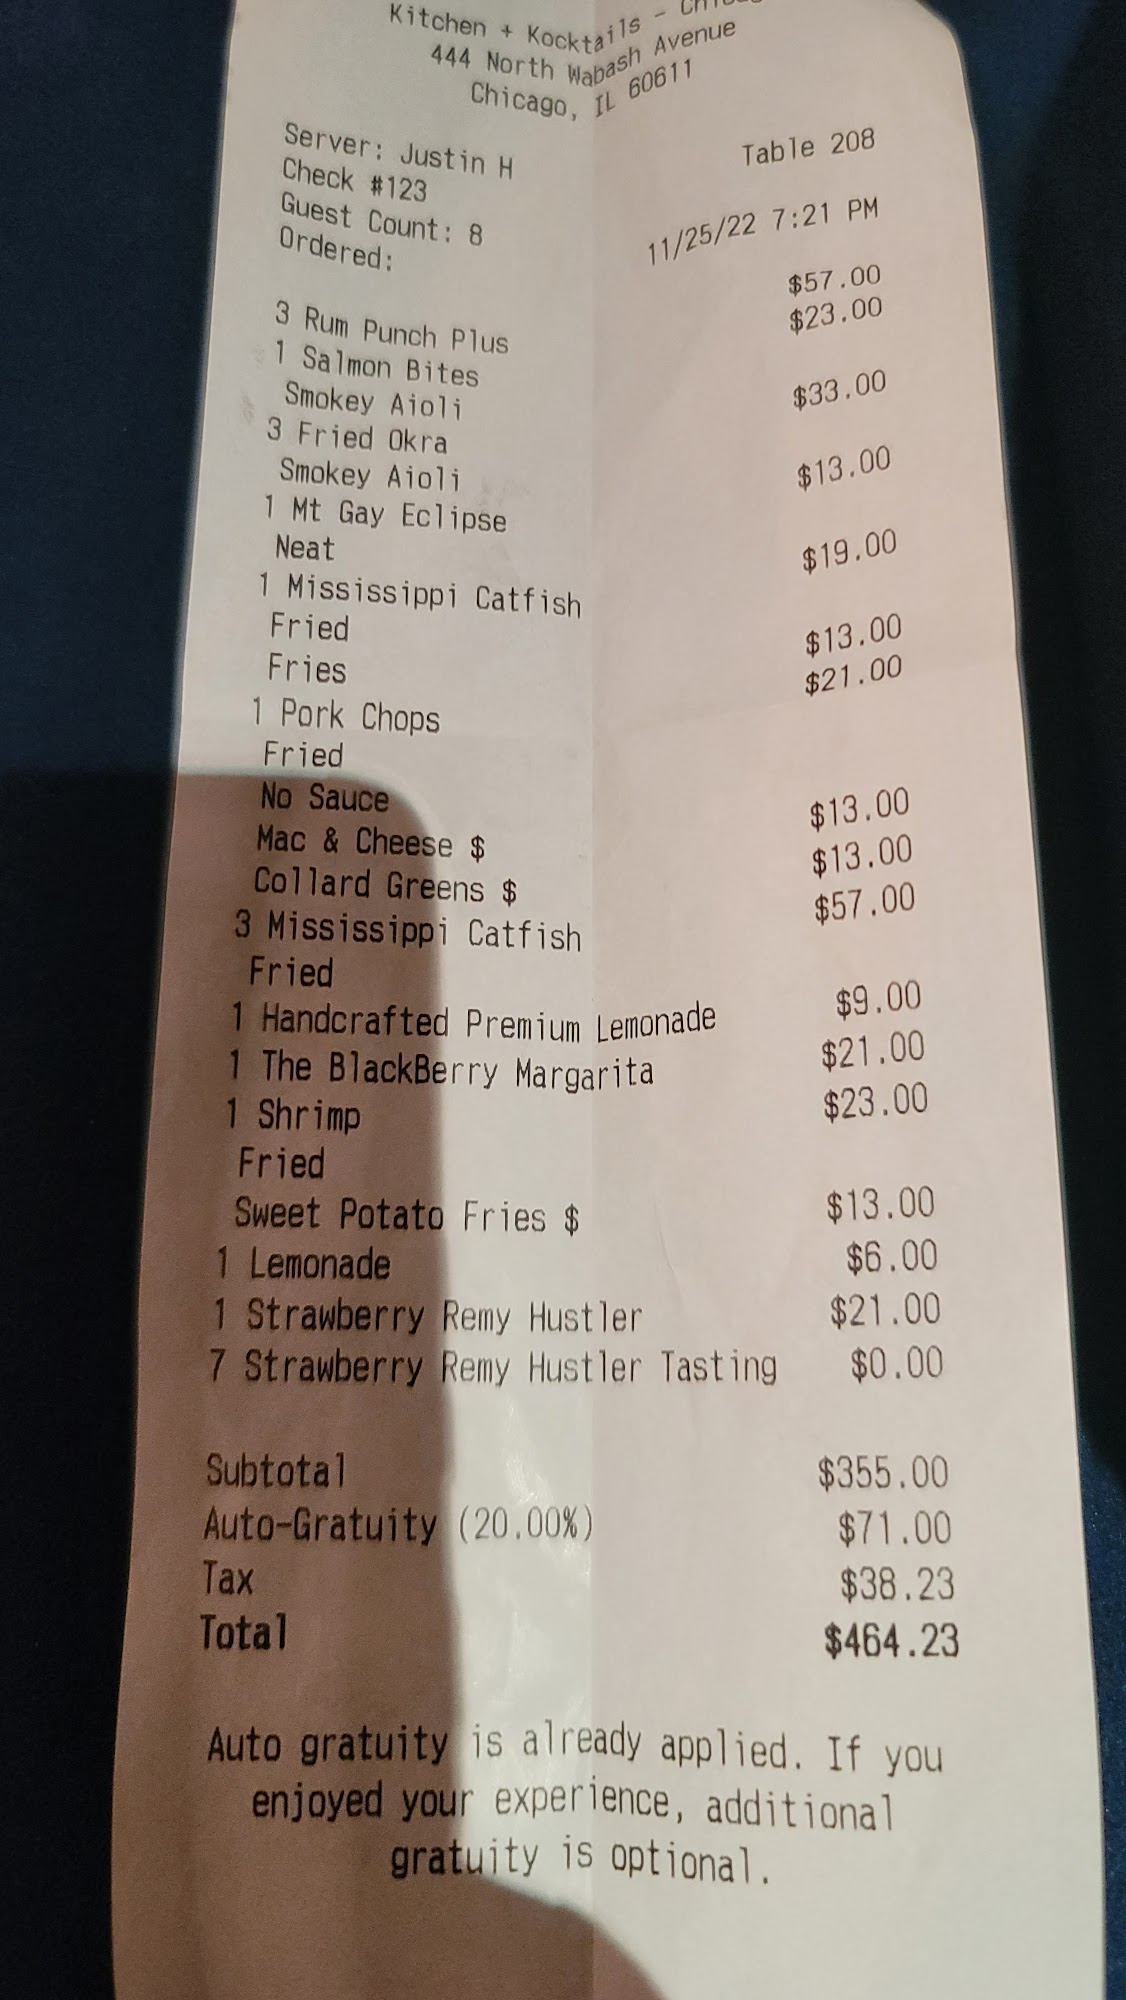 Kitchen + Kocktails -
444 North Wabash Avenue
Chicago, IL 60611
Server: Justin H Table 208
Check #123
Guest Count: 8 11/25/22 7:21 PM
Ordered:
3 Rum Punch Plus $57.00
1 Salmon Bites $23.00
Smokey Aioli
3 Fried Okra $33.00
Smokey Aioli
1 Mt Gay Eclipse $13.00
Neat
1 Mississippi Catfish $19.00
Fried
Fries $13.00
1 Pork Chops $21.00
Fried
No Sauce
Mac & Cheese $ $13.00
Collard Greens $ $13.00
3 Mississippi Catfish $57.00
Fried
1 Handcrafted Premium Lemonade $9.00
1 The BlackBerry Margarita $21.00
1 Shrimp $23.00
Fried
Sweet Potato Fries $ $13.00
1 Lemonade $6.00
1 Strawberry Remy Hustler $21.00
7 Strawberry Remy Hustler Tasting $0.00
Subtotal $355.00
Auto-Gratuity (20.00%) $71.00
Tax $38.23
Total $464.23
Auto gratuity is already applied. If you
enjoyed your experience, additional
gratuity is optional.